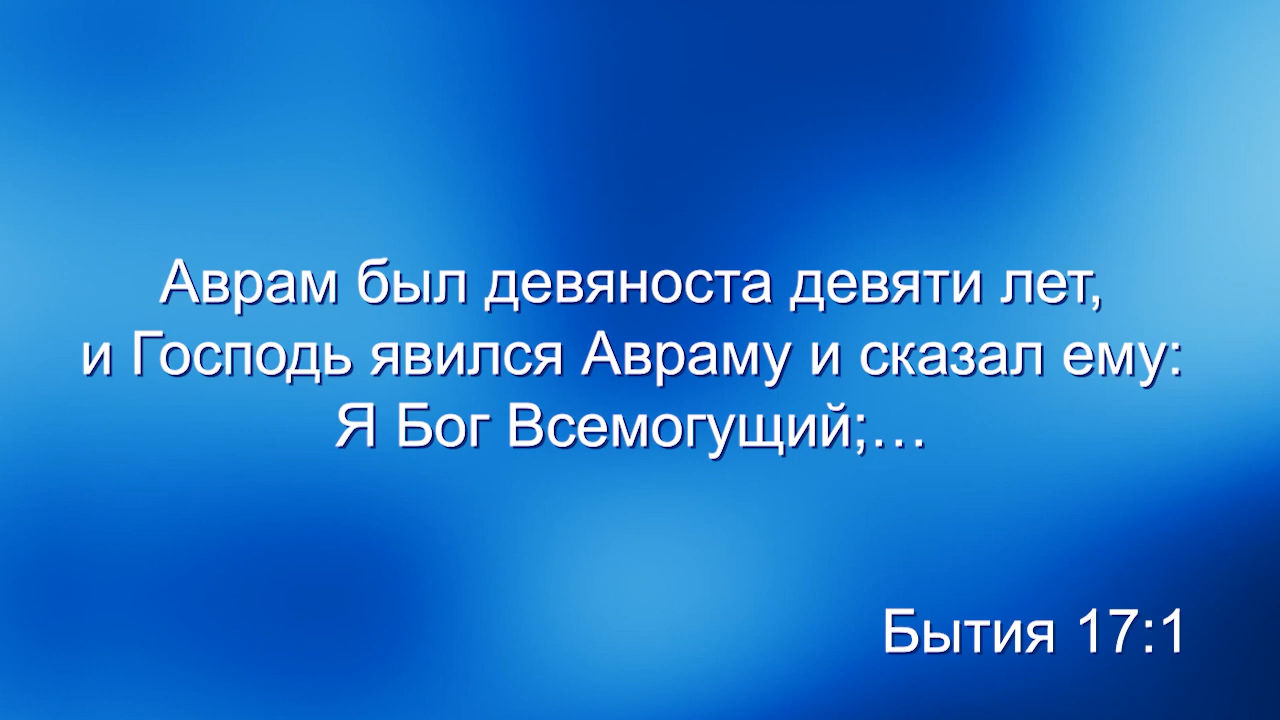 Аврам был девяноста девяти лет,
и Господь явился Авраму и сказал ему:
Я Бог Всемогущий;…
Бытия 17:1